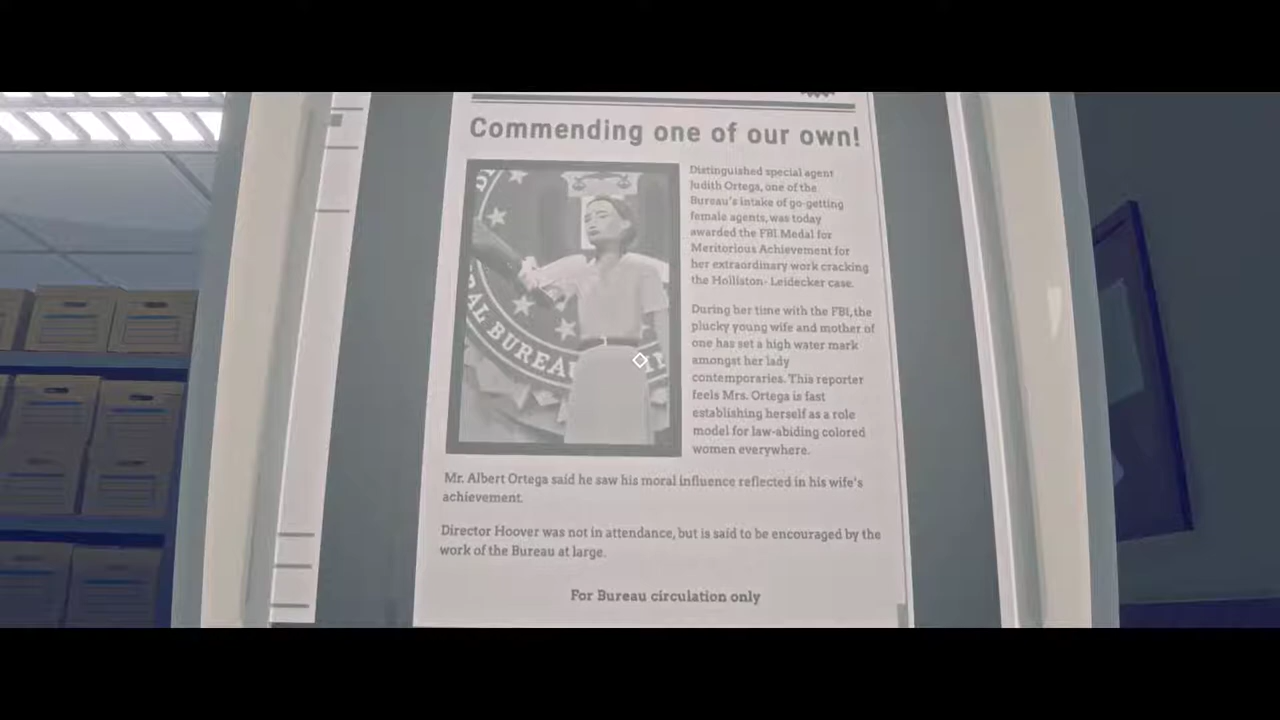 Commending one of our own!
Distinguished special agent
Judith Ortega, one of the
Bureau's intake of go-getting
female agents, was today
awarded the FBI Medal for
Meritorious Achievement for
her extraordinary work cracking
the Holliston- Leidecker case.
During her time with the FBI, the
plucky young wife and mother of
one has set a high water mark
amongst her lady
contemporaries. This reporter
feels Mrs. Ortega is fast
establishing herself as a role
model for law-abiding colored
women everywhere.
RAL BUREAU
Mr. Albert Ortega said he saw his moral influence reflected in his wife's
achievement.
Director Hoover was not in attendance, but is said to be encouraged by the
work of the Bureau at large.
For Bureau circulation only